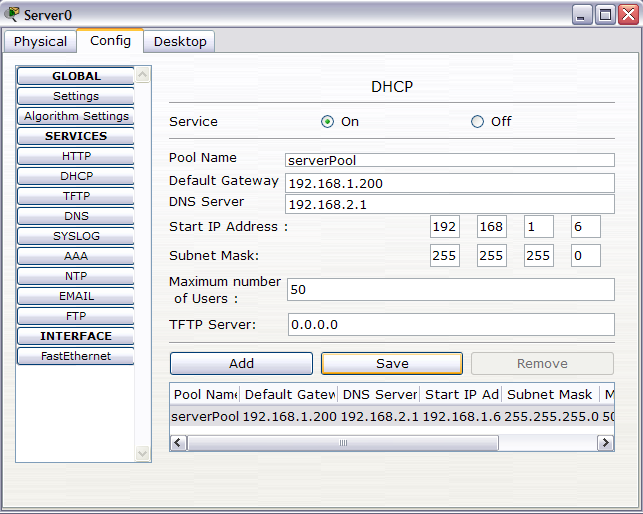 Server0
Physical Config Desktop
GLOBAL
Settings
Algorithm Settings
SERVICES
HTTP
DHCP
TFTP
DNS
SYSLOG
AAA
NTP
EMAIL
FTP
INTERFACE
FastEthernet
DHCP
Service On Off
Pool Name serverPool
Default Gateway 192.168.1.200
DNS Server 192.168.2.1
Start IP Address : 192 168 1 6
Subnet Mask: 255 255 255 0
Maximum number
of Users : 50
TFTP Server: 0.0.0.0
Add Save Remove
Pool Name Default Gatew DNS Server Start IP Ad Subnet Mask M
serverPool 192.168.1.200 192.168.2.1 192.168.1.6 255.255.255.0 50